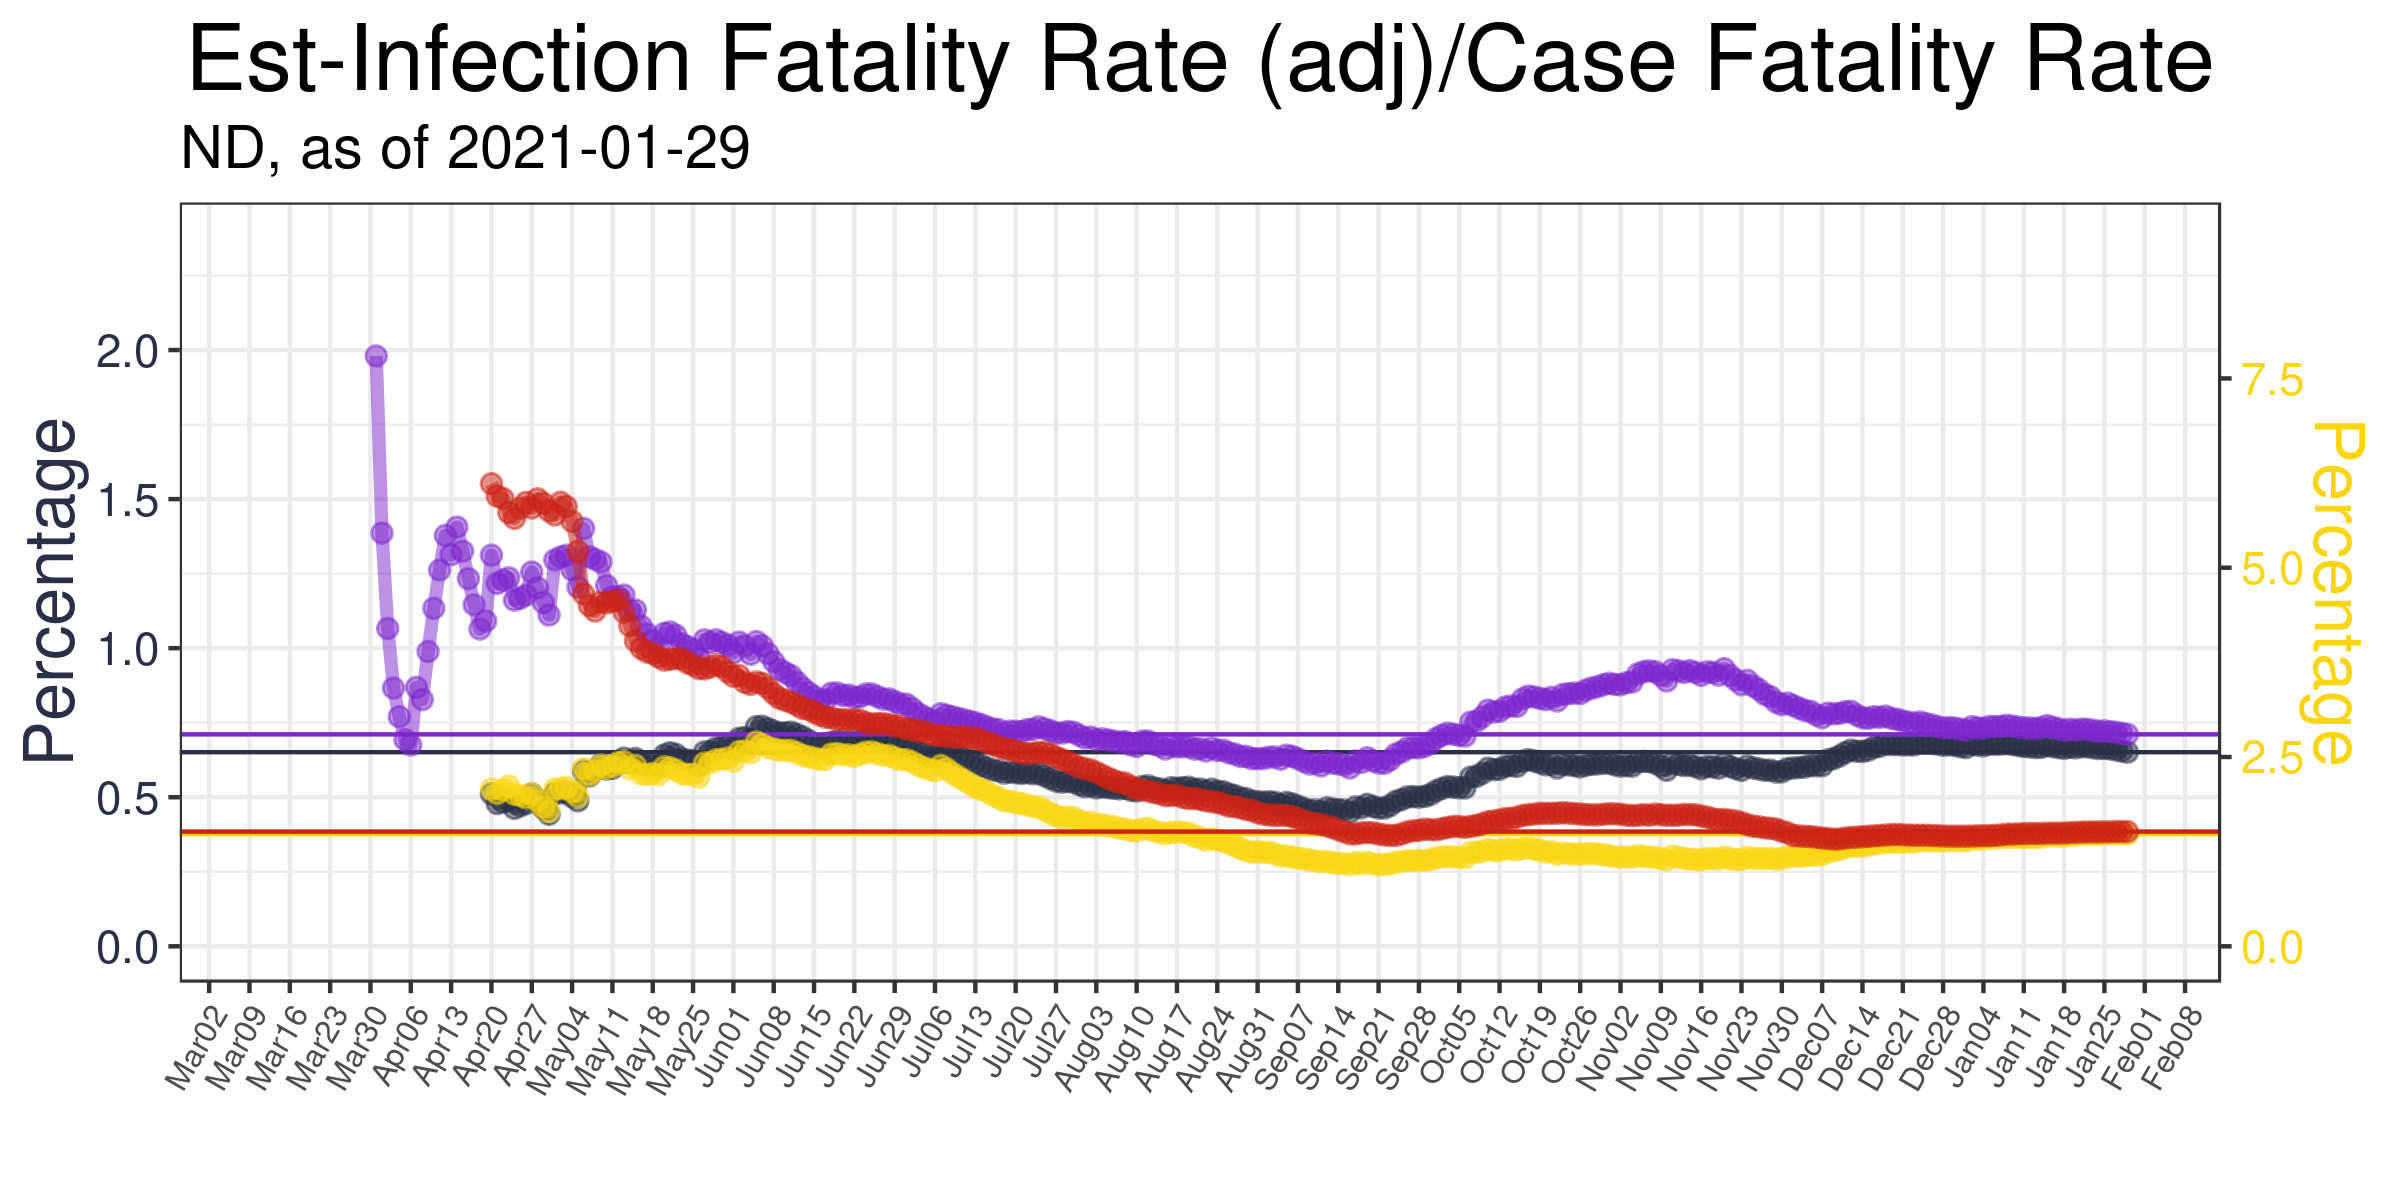 Est-Infection Fatality Rate (adj)/Case Fatality Rate
ND, as of 2021-01-29
Percentage
2.0
1.5
1.0
0.5
0.0
7.5
5.0
2.5
0.0
Percentage
Mar02
Mar09
Mar16
Mar23
Mar30
Apr06
Apr13
Apr20
Apr27
May04
May11
May18
May25
Jun01
Jun08
Jun15
Jun22
Jun29
Jul06
Jul13
Jul20
Jul27
Aug03
Aug10
Aug17
Aug24
Aug31
Sep07
Sep14
Sep21
Sep28
Oct05
Oct12
Oct19
Oct26
Nov02
Nov09
Nov16
Nov23
Nov30
Dec07
Dec14
Dec21
Dec28
Jan04
Jan11
Jan18
Jan25
Feb01
Feb08